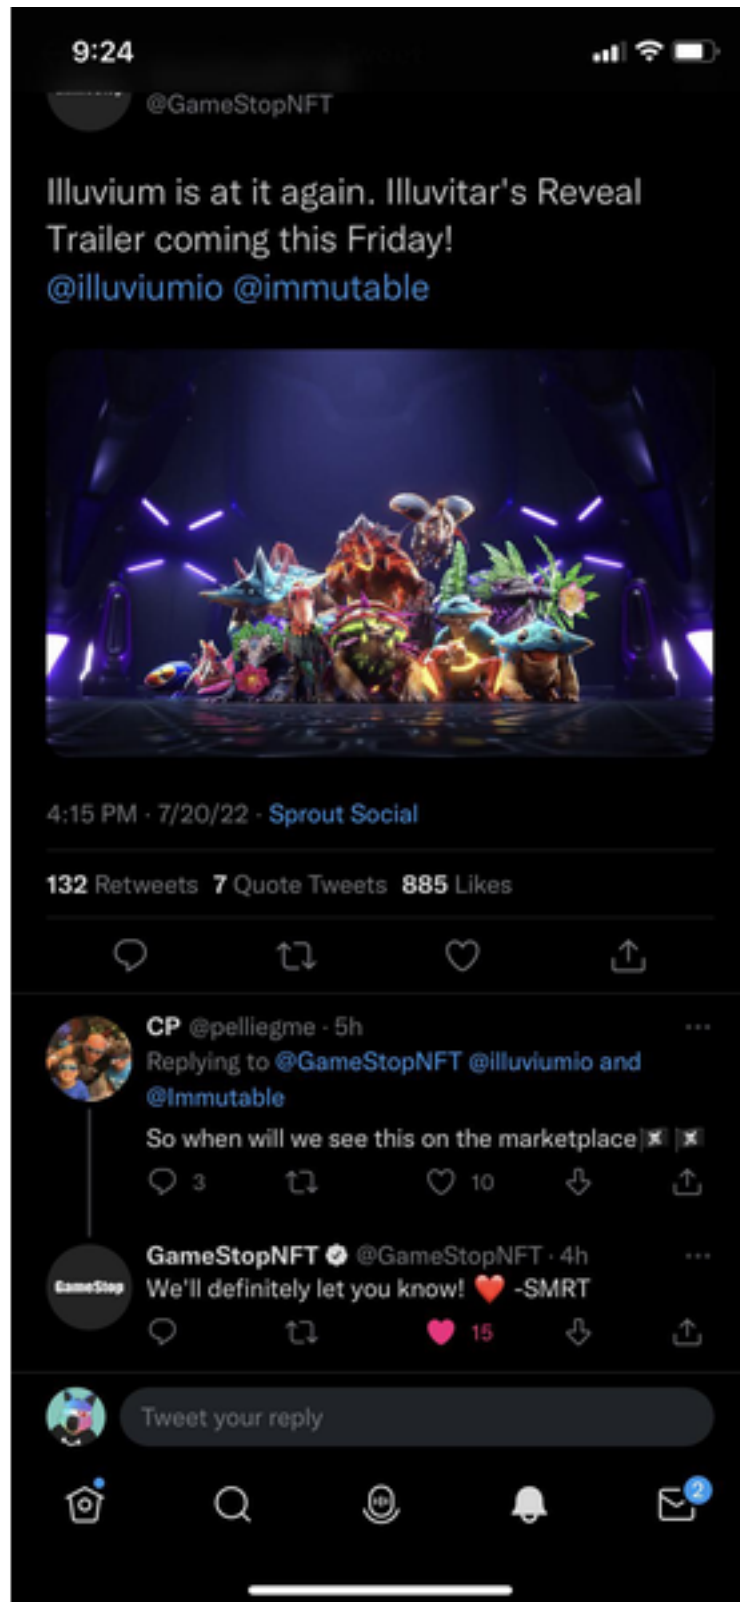 9:24
@GameStopNFT
Illuvium is at it again. Illuvitar's Reveal
Trailer coming this Friday!
@illuviumio @immutable
4:15 PM · 7/20/22 · Sprout Social
132 Retweets 7 Quote Tweets 885 Likes
CP @pelliegme · 5h
Replying to @GameStopNFT @illuviumio and
@Immutable
So when will we see this on the marketplace🏴‍☠️🏴‍☠️
3 10
GameStopNFT @GameStopNFT · 4h
GameStop
We'll definitely let you know! ❤️ -SMRT
15
Tweet your reply
2